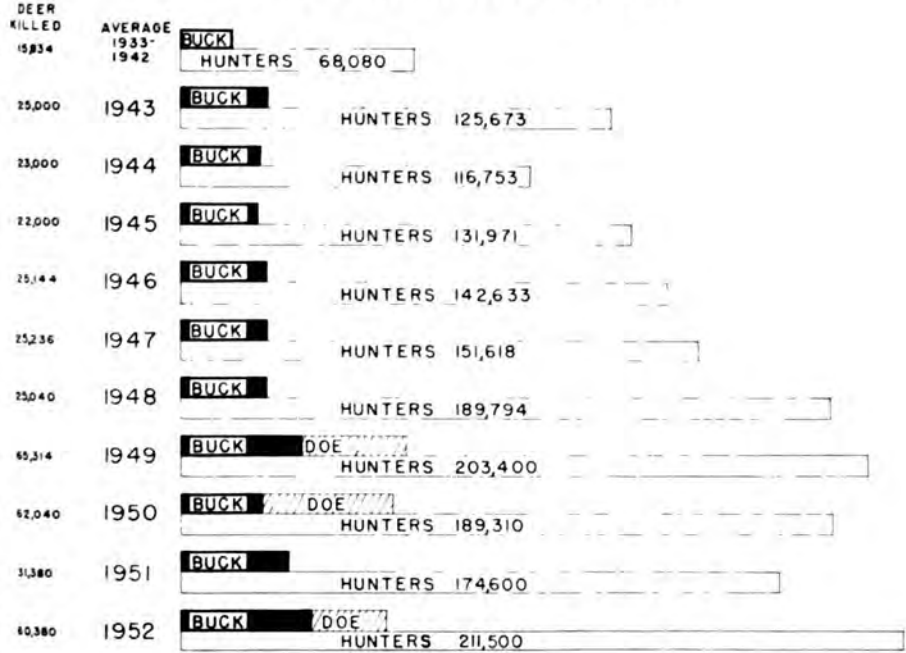 DEER KILLED
AVERAGE 1933-1942
15,834
BUCK
HUNTERS 68,080
25,000 1943 BUCK
HUNTERS 125,673
23,000 1944 BUCK
HUNTERS 116,753
22,000 1945 BUCK
HUNTERS 131,971
25,144 1946 BUCK
HUNTERS 142,633
25,236 1947 BUCK
HUNTERS 151,618
25,040 1948 BUCK
HUNTERS 189,794
65,314 1949 BUCK DOE
HUNTERS 203,400
62,040 1950 BUCK DOE
HUNTERS 189,310
31,380 1951 BUCK
HUNTERS 174,600
60,380 1952 BUCK DOE
HUNTERS 211,500